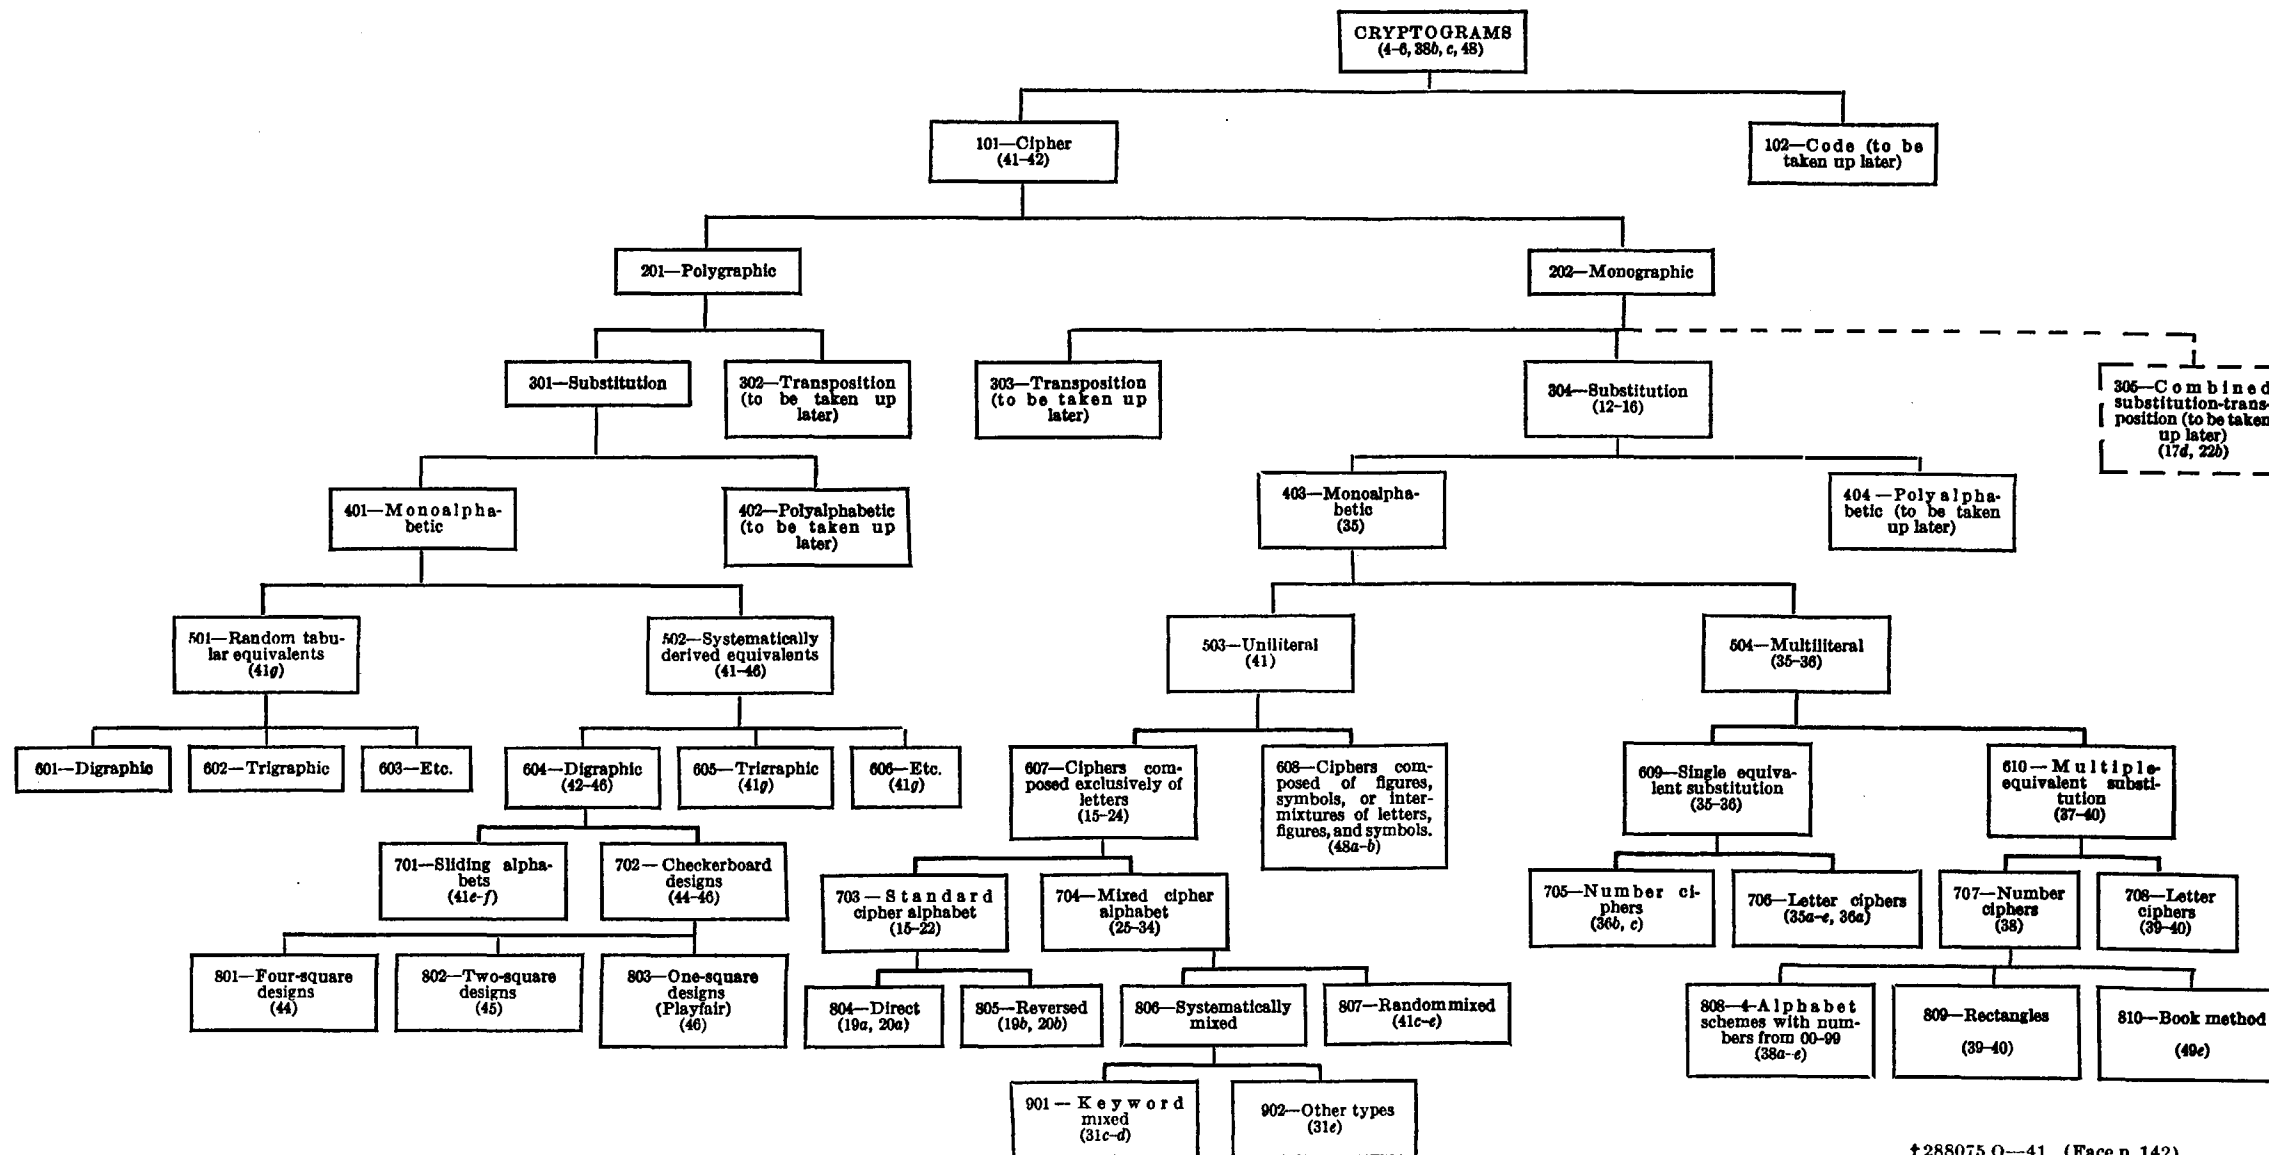 CRYPTOGRAMS
(4-6, 38b, c, 48)
101—Cipher
(41-42)
102—Code (to be
taken up later)
201—Polygraphic
202—Monographic
301—Substitution
302—Transposition
(to be taken up
later)
303—Transposition
(to be taken up
later)
304—Substitution
(12-16)
305—Combined
substitution-trans-
position (to be taken
up later)
(17d, 22b)
401—Monoalpha-
betic
402—Polyalphabetic
(to be taken up
later)
403—Monoalpha-
betic
(35)
404—Polyalpha-
betic (to be taken
up later)
501—Random tabu-
lar equivalents
(41g)
502—Systematically
derived equivalents
(41-46)
503—Uniliteral
(41)
504—Multiliteral
(35-36)
601—Digraphic
602—Trigraphic
603—Etc.
604—Digraphic
(42-46)
605—Trigraphic
(41g)
606—Etc.
(41g)
607—Ciphers com-
posed exclusively of
letters
(15-24)
608—Ciphers com-
posed of figures,
symbols, or inter-
mixtures of letters,
figures, and symbols.
(48a-b)
609—Single equiva-
lent substitution
(35-36)
610—Multiple-
equivalent substi-
tution
(37-40)
701—Sliding alpha-
bets
(41e-f)
702—Checkerboard
designs
(44-46)
703—Standard
cipher alphabet
(15-22)
704—Mixed cipher
alphabet
(25-34)
705—Number ci-
phers
(36b, c)
706—Letter ciphers
(35a-e, 36a)
707—Number
ciphers
(38)
708—Letter
ciphers
(39-40)
801—Four-square
designs
(44)
802—Two-square
designs
(45)
803—One-square
designs
(Playfair)
(46)
804—Direct
(19a, 20a)
805—Reversed
(19b, 20b)
806—Systematically
mixed
807—Random mixed
(41c-e)
808—4-Alphabet
schemes with num-
bers from 00-99
(38a-e)
809—Rectangles
(39-40)
810—Book method
(49e)
901—Keyword
mixed
(31c-d)
902—Other types
(31e)
†288075 O—41 (Face p. 142)